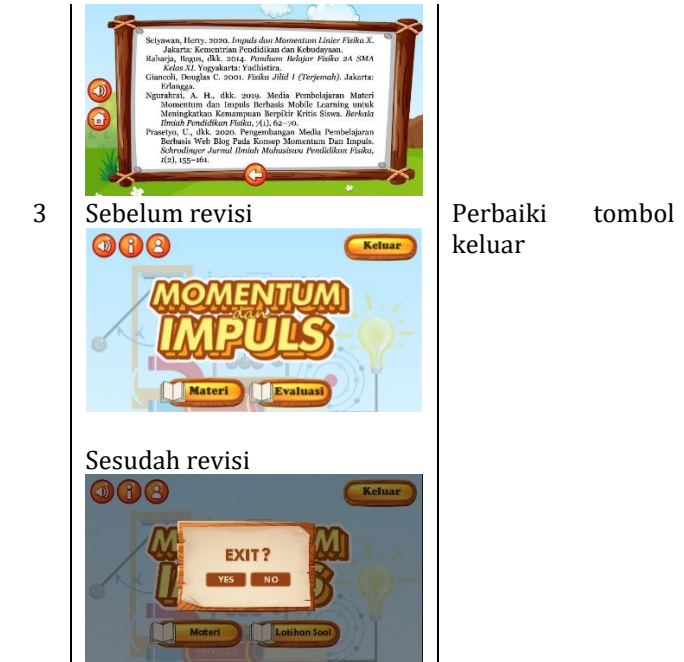 Setyawan, Herry. 2020. Impuls dan Momentum Linier Fisika X.
Jakarta: Kementrian Pendidikan dan Kebudayaan.
Raharja, Bagus, dkk. 2014. Panduan Belajar Fisika 2A SMA
Kelas XI. Yogyakarta: Yudhistira.
Giancoli, Douglas C. 2001. Fisika Jilid I (Terjemah). Jakarta:
Erlangga.
Ngurahrai, A. H., dkk. 2019. Media Pembelajaran Materi
Momentum dan Impuls Berbasis Mobile Learning untuk
Meningkatkan Kemampuan Berpikir Kritis Siswa. Berkala
Ilmiah Pendidikan Fisika, 7(1), 62–70.
Prasetyo, U., dkk. 2020. Pengembangan Media Pembelajaran
Berbasis Web Blog Pada Konsep Momentum Dan Impuls.
Schrodinger Jurnal Ilmiah Mahasiswa Pendidikan Fisika,
1(2), 155–161.
3 Sebelum revisi
Perbaiki tombol
keluar
Keluar
MOMENTUM
dan
IMPULS
Materi Evaluasi
Sesudah revisi
Keluar
EXIT?
YES NO
Materi Latihan Soal